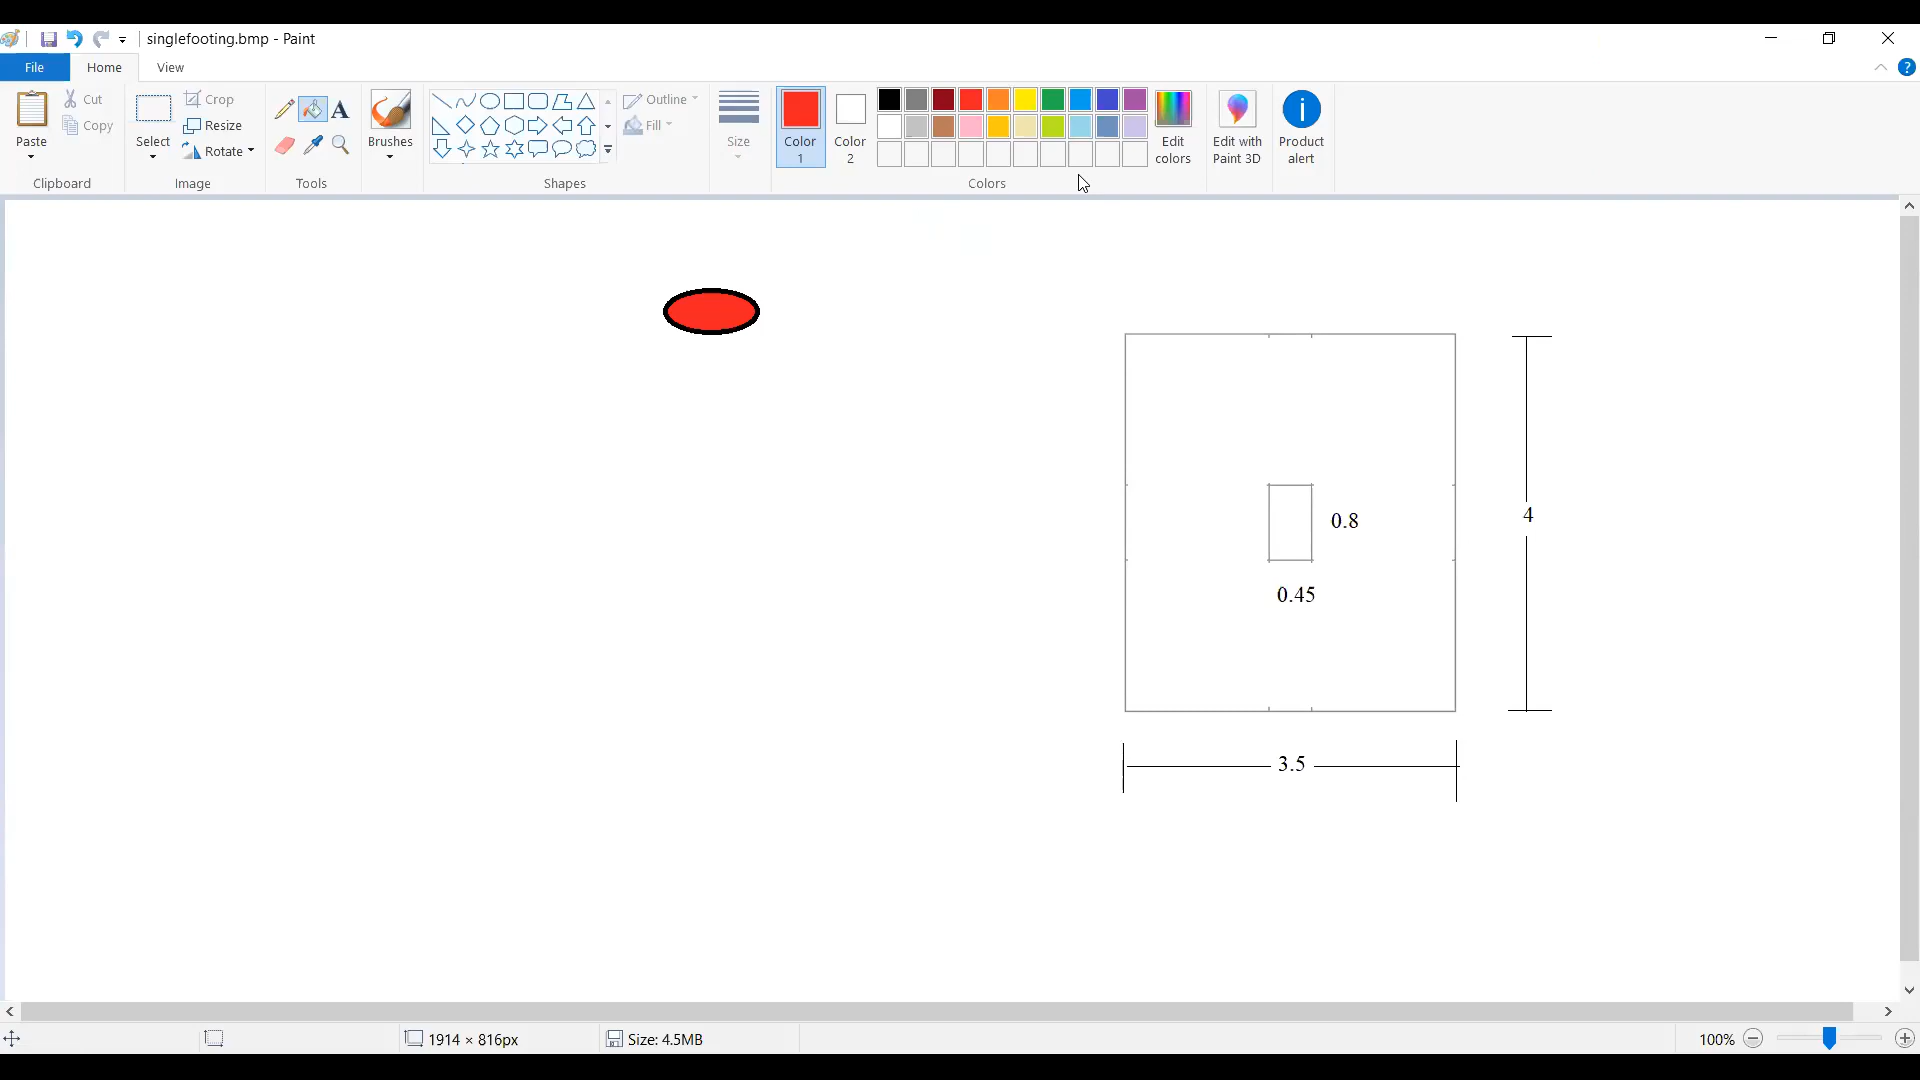 singlefooting.bmp - Paint
File Home View
Paste
Cut
Copy
Clipboard
Select
Crop
Resize
Rotate
Image
A
Tools
Brushes
Shapes
Outline
Fill
Size
Color 1
Color 2
Colors
Edit colors
Edit with Paint 3D
Product alert
0.8
0.45
4
3.5
1914 × 816px
Size: 4.5MB
100%